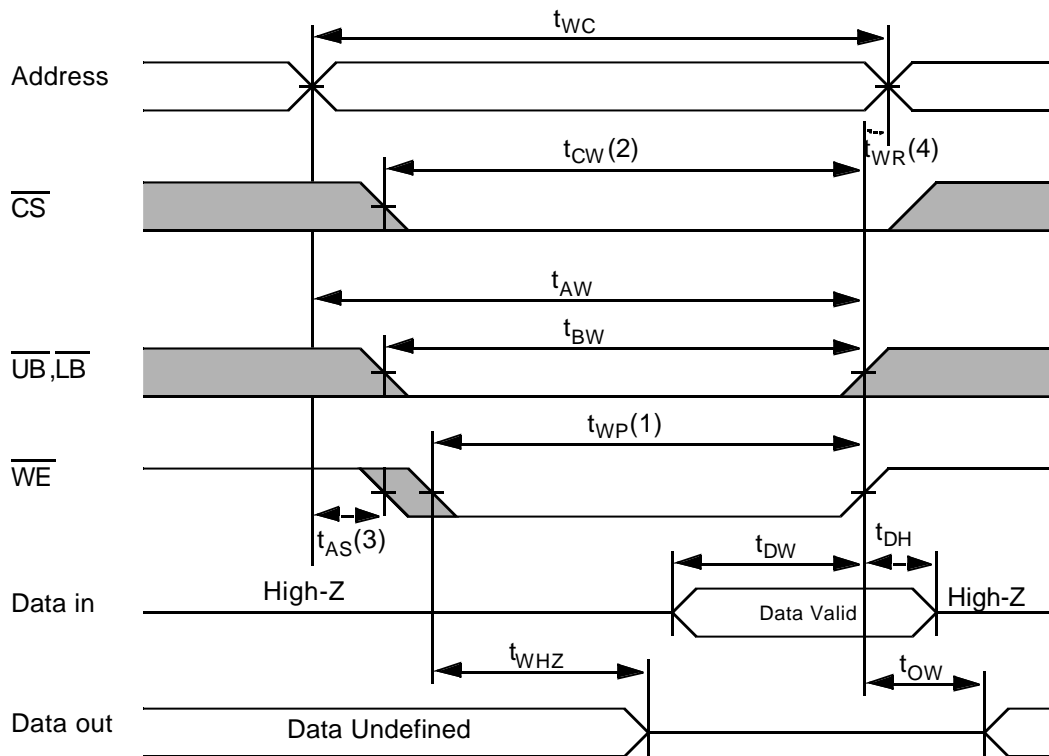 tWC
Address
tCW(2)
tWR(4)
CS
tAW
tBW
UB,LB
tWP(1)
WE
tAS(3)
tDW
tDH
High-Z
Data in
Data Valid
High-Z
tWHZ
tOW
Data out
Data Undefined